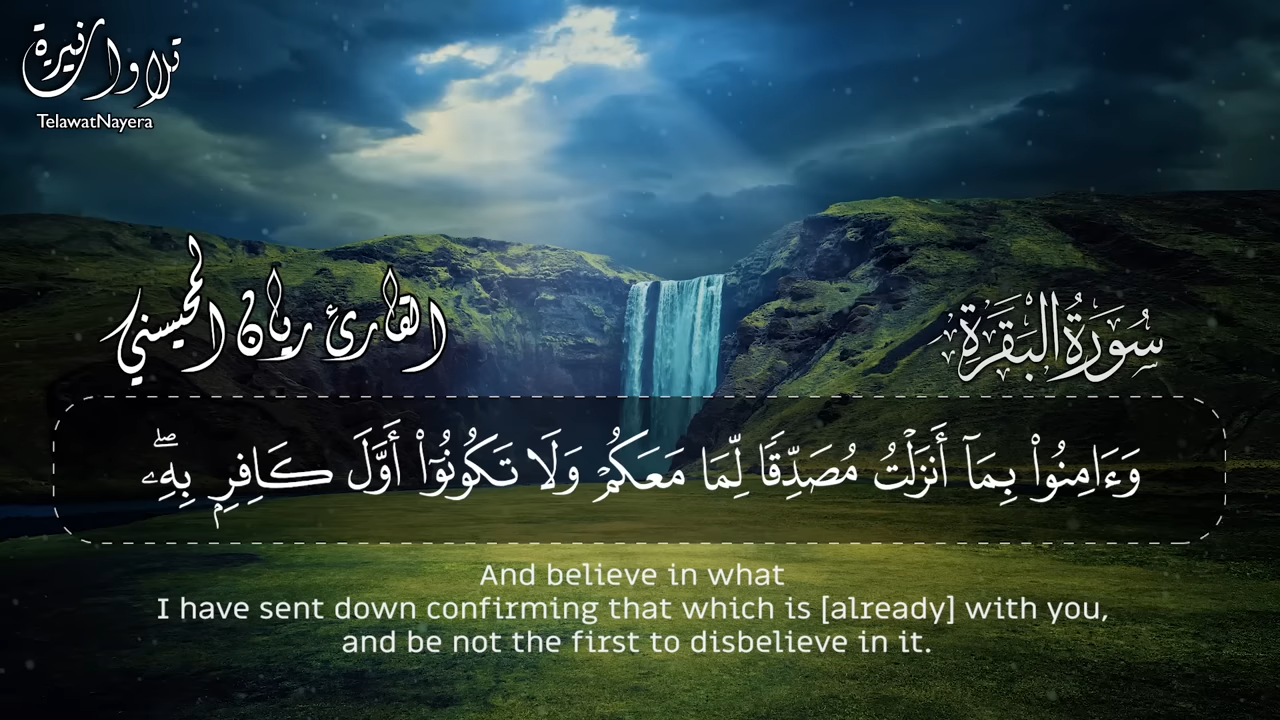 تلاوات نيرة
TelawatNayera
سُورَةُ البَقَرَةِ
القارئ ريان المحيسني
وَءَامِنُوا۟ بِمَآ أَنزَلْتُ مُصَدِّقًا لِّمَا مَعَكُمْ وَلَا تَكُونُوٓا۟ أَوَّلَ كَافِرٍۭ بِهِۦ ۖ
And believe in what
I have sent down confirming that which is [already] with you,
and be not the first to disbelieve in it.